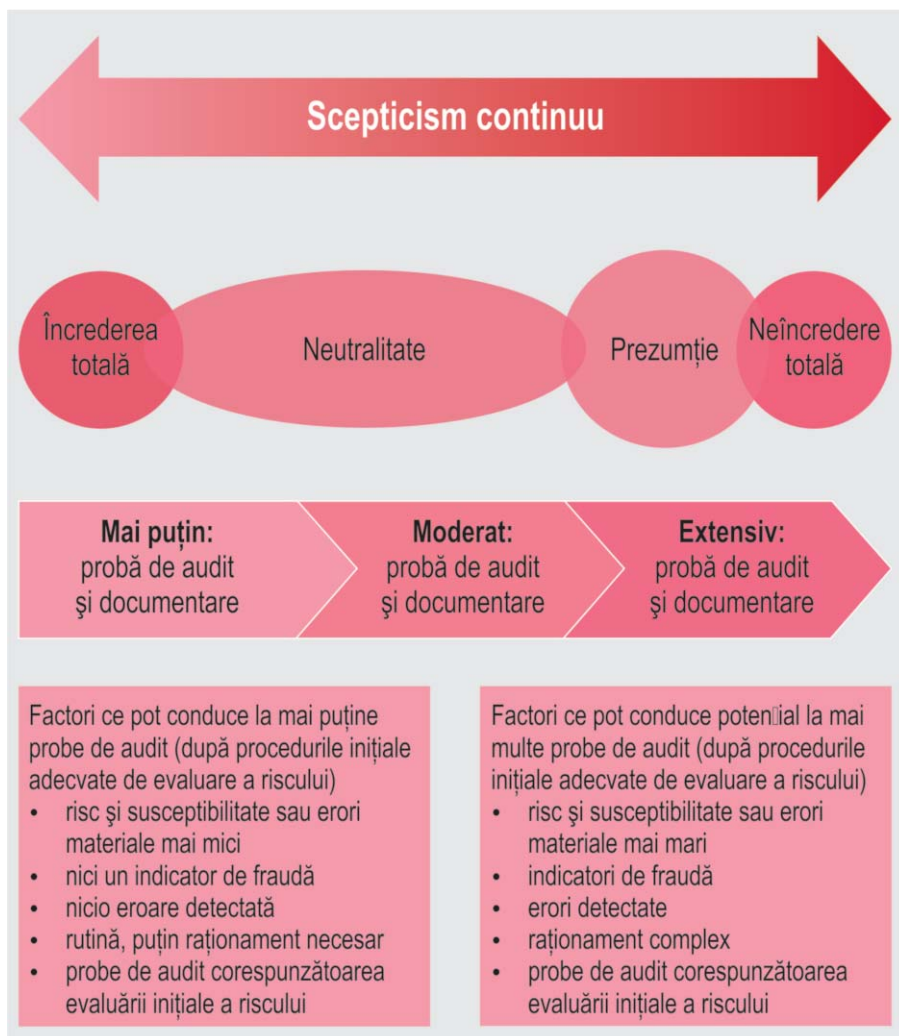 Scepticism continuu
Încrederea
totală
Neutralitate
Prezumție
Neîncredere
totală
Mai puțin:
probă de audit
şi documentare
Moderat:
probă de audit
şi documentare
Extensiv:
probă de audit
şi documentare
Factori ce pot conduce la mai puține
probe de audit (după procedurile inițiale
adecvate de evaluare a riscului)
• risc şi susceptibilitate sau erori
materiale mai mici
• nici un indicator de fraudă
• nicio eroare detectată
• rutină, puțin raționament necesar
• probe de audit corespunzătoarea
evaluării inițiale a riscului
Factori ce pot conduce poten▯ial la mai
multe probe de audit (după procedurile
inițiale adecvate de evaluare a riscului)
• risc şi susceptibilitate sau erori
materiale mai mari
• indicatori de fraudă
• erori detectate
• raționament complex
• probe de audit corespunzătoarea
evaluării inițiale a riscului